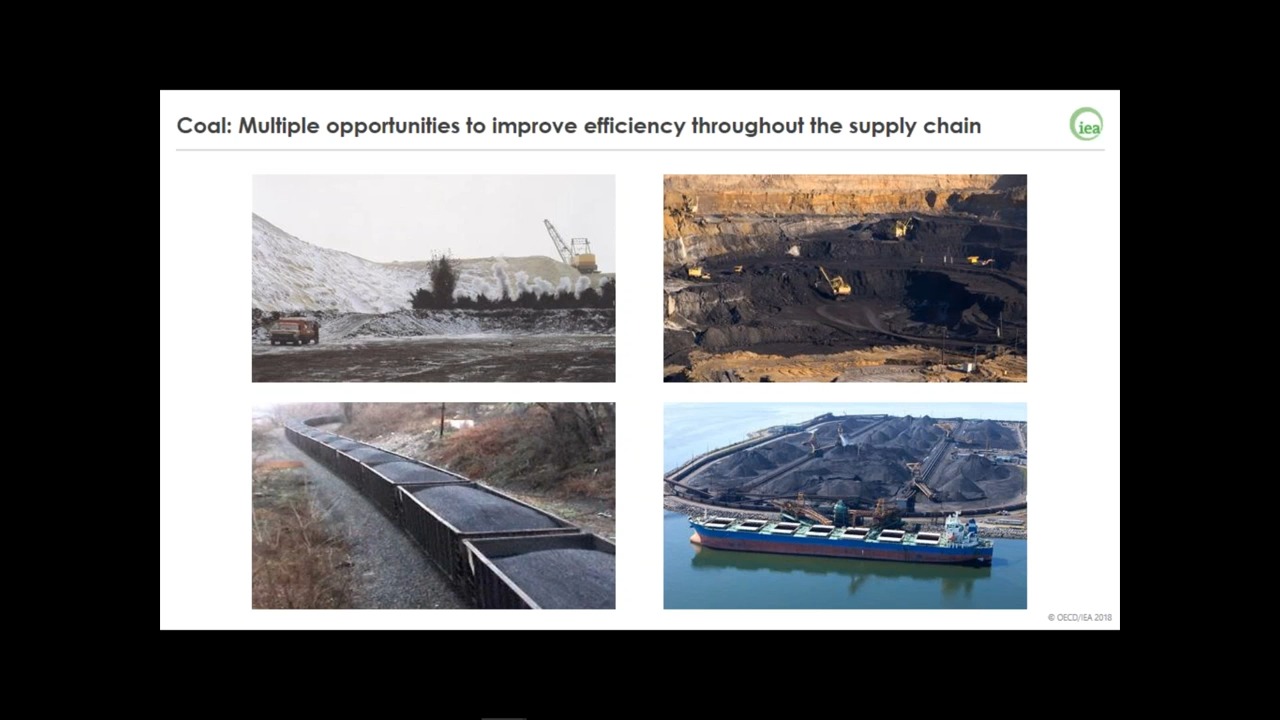 Coal: Multiple opportunities to improve efficiency throughout the supply chain
iea
© OECD/IEA 2018